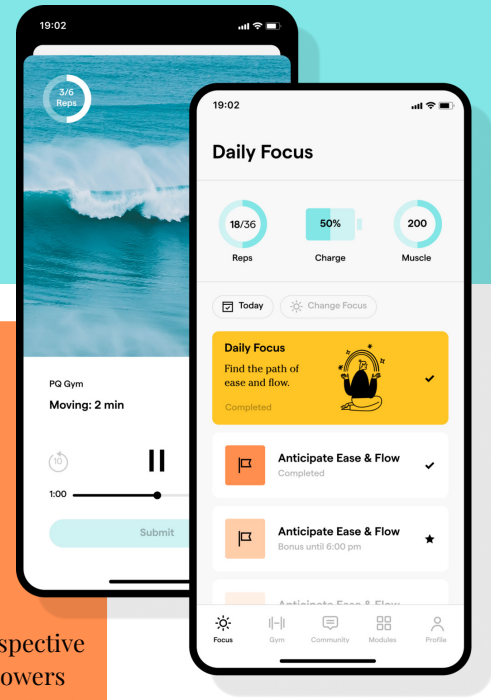 19:02
3/6
Reps
PQ Gym
Moving: 2 min
10
1:00
Submit
19:02
Daily Focus
18/36
50%
200
Reps
Charge
Muscle
Today
Change Focus
Daily Focus
Find the path of
ease and flow.
Completed
Anticipate Ease & Flow
Completed
Anticipate Ease & Flow
Bonus until 6:00 pm
Anticipate Ease & Flow
Focus
Gym
Community
Modules
Profile
spective
owers